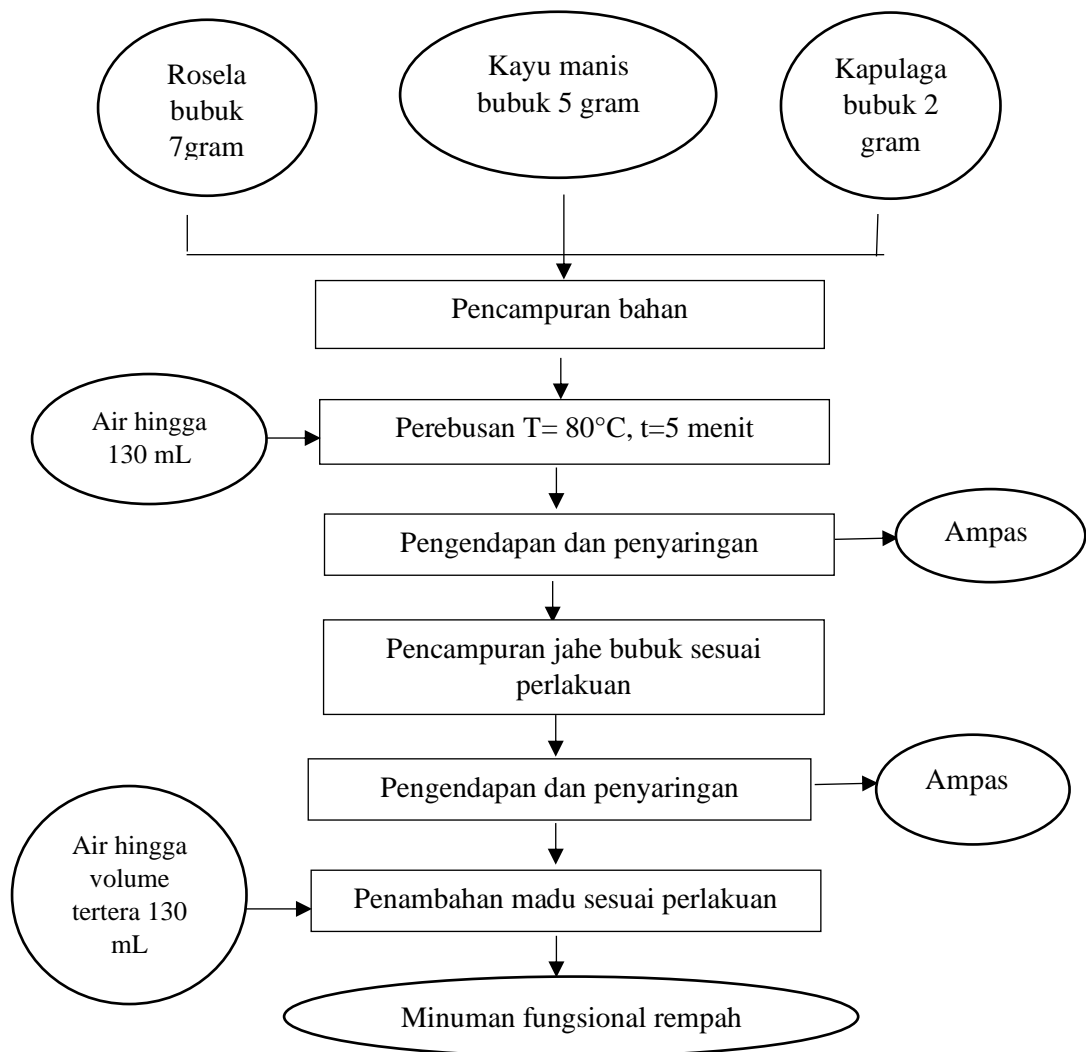 Rosela
bubuk
7gram
Kayu manis
bubuk 5 gram
Kapulaga
bubuk 2
gram
Pencampuran bahan
Air hingga
130 mL
Perebusan T= 80°C, t=5 menit
Pengendapan dan penyaringan
Ampas
Pencampuran jahe bubuk sesuai
perlakuan
Pengendapan dan penyaringan
Ampas
Air hingga
volume
tertera 130
mL
Penambahan madu sesuai perlakuan
Minuman fungsional rempah